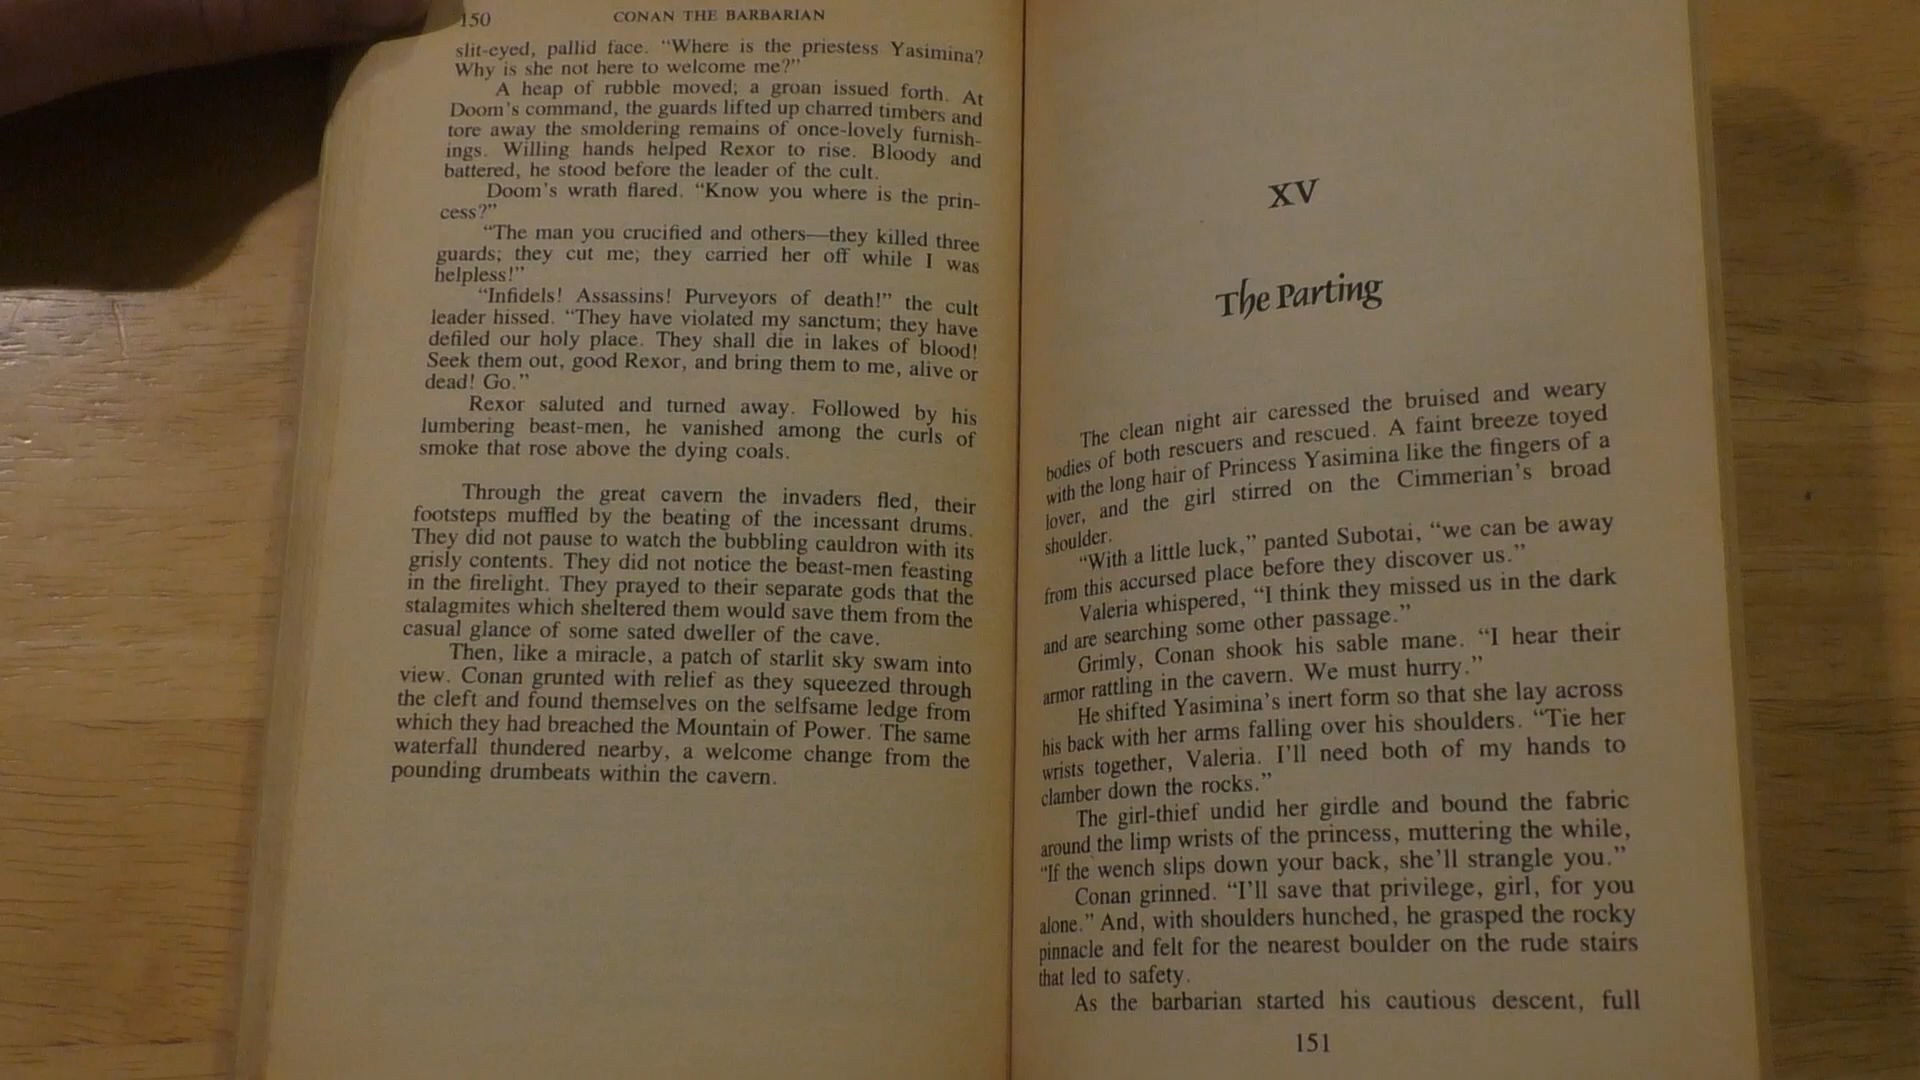 150
CONAN THE BARBARIAN
slit-eyed, pallid face. “Where is the priestess Yasimina?
Why is she not here to welcome me?”
A heap of rubble moved; a groan issued forth. At
Doom’s command, the guards lifted up charred timbers and
tore away the smoldering remains of once-lovely furnish-
ings. Willing hands helped Rexor to rise. Bloody and
battered, he stood before the leader of the cult.
Doom’s wrath flared. “Know you where is the prin-
cess?”
“The man you crucified and others—they killed three
guards; they cut me; they carried her off while I was
helpless!”
“Infidels! Assassins! Purveyors of death!” the cult
leader hissed. “They have violated my sanctum; they have
defiled our holy place. They shall die in lakes of blood!
Seek them out, good Rexor, and bring them to me, alive or
dead! Go.”
Rexor saluted and turned away. Followed by his
lumbering beast-men, he vanished among the curls of
smoke that rose above the dying coals.
Through the great cavern the invaders fled, their
footsteps muffled by the beating of the incessant drums.
They did not pause to watch the bubbling cauldron with its
grisly contents. They did not notice the beast-men feasting
in the firelight. They prayed to their separate gods that the
stalagmites which sheltered them would save them from the
casual glance of some sated dweller of the cave.
Then, like a miracle, a patch of starlit sky swam into
view. Conan grunted with relief as they squeezed through
the cleft and found themselves on the selfsame ledge from
which they had breached the Mountain of Power. The same
waterfall thundered nearby, a welcome change from the
pounding drumbeats within the cavern.
XV
The Parting
The clean night air caressed the bruised and weary
bodies of both rescuers and rescued. A faint breeze toyed
with the long hair of Princess Yasimina like the fingers of a
lover, and the girl stirred on the Cimmerian’s broad
shoulder.
“With a little luck,” panted Subotai, “we can be away
from this accursed place before they discover us.”
Valeria whispered, “I think they missed us in the dark
and are searching some other passage.”
Grimly, Conan shook his sable mane. “I hear their
armor rattling in the cavern. We must hurry.”
He shifted Yasimina’s inert form so that she lay across
his back with her arms falling over his shoulders. “Tie her
wrists together, Valeria. I’ll need both of my hands to
clamber down the rocks.”
The girl-thief undid her girdle and bound the fabric
around the limp wrists of the princess, muttering the while,
“If the wench slips down your back, she’ll strangle you.”
Conan grinned. “I’ll save that privilege, girl, for you
alone.” And, with shoulders hunched, he grasped the rocky
pinnacle and felt for the nearest boulder on the rude stairs
that led to safety.
As the barbarian started his cautious descent, full
151